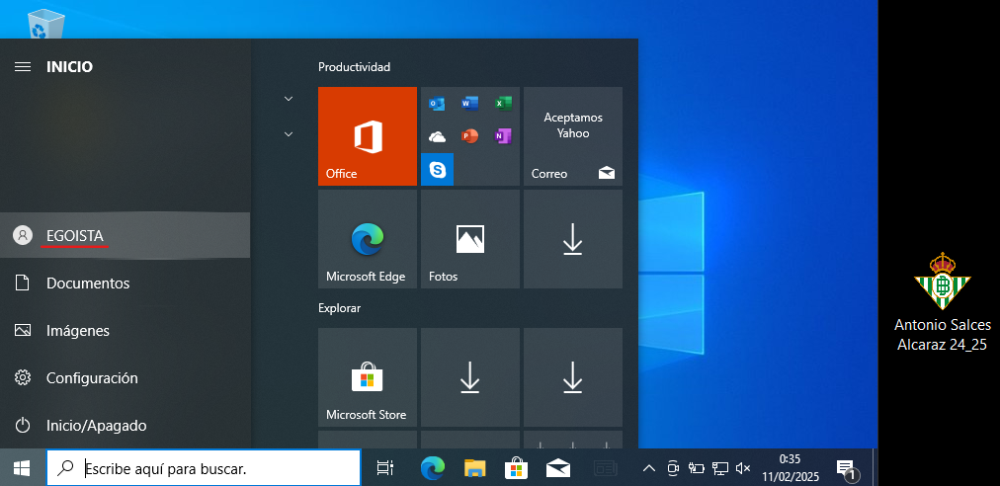 INICIO
EGOISTA
Documentos
Imágenes
Configuración
Inicio/Apagado
Productividad
Office
Aceptamos
Yahoo
Correo
Microsoft Edge
Fotos
Explorar
Microsoft Store
Escribe aquí para buscar.
0:35
11/02/2025
1
Antonio Salces
Alcaraz 24_25